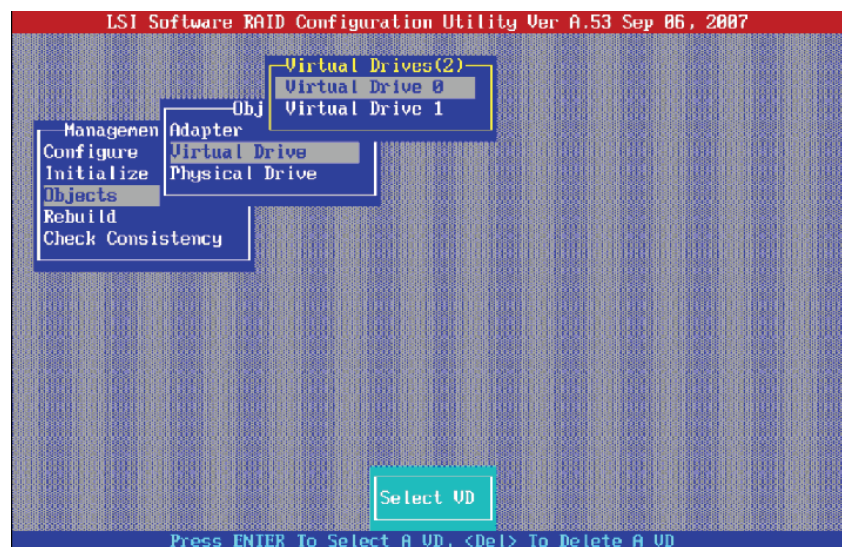 LSI Software RAID Configuration Utility Ver A.53 Sep 06, 2007
Virtual Drives(2)
Virtual Drive 0
Virtual Drive 1
Obj
Adapter
Virtual Drive
Physical Drive
Managemen
Configure
Initialize
Objects
Rebuild
Check Consistency
Select VD
Press ENTER To Select A VD, <Del> To Delete A VD